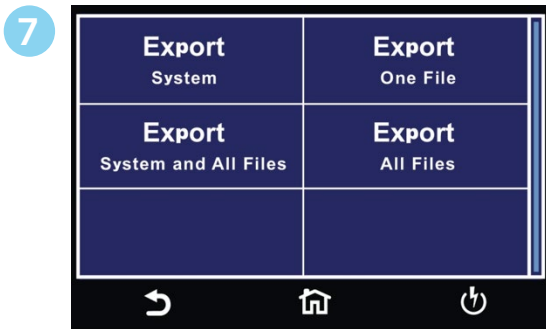 7
Export
System
Export
One File
Export
System and All Files
Export
All Files